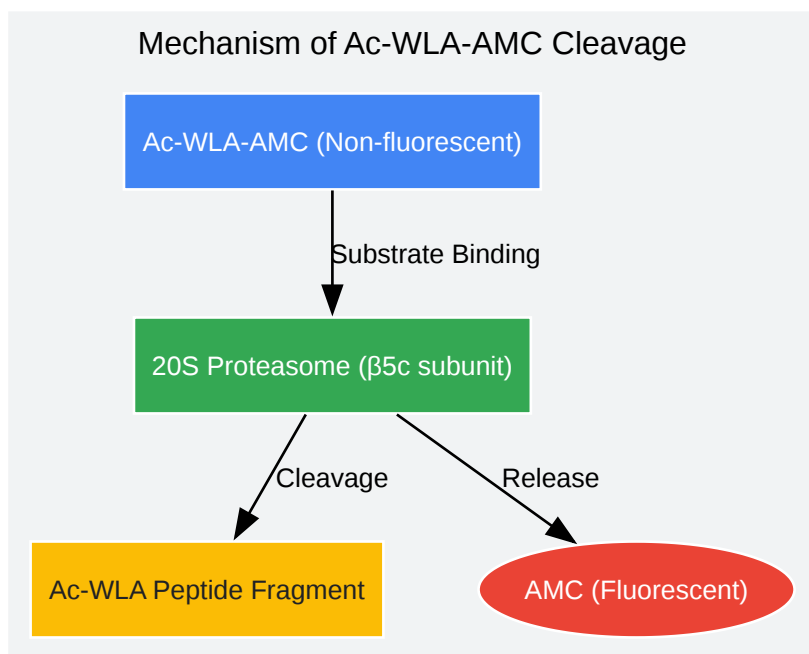 Mechanism of Ac-WLA-AMC Cleavage
Ac-WLA-AMC (Non-fluorescent)
Substrate Binding
20S Proteasome (β5c subunit)
Cleavage
Release
Ac-WLA Peptide Fragment
AMC (Fluorescent)